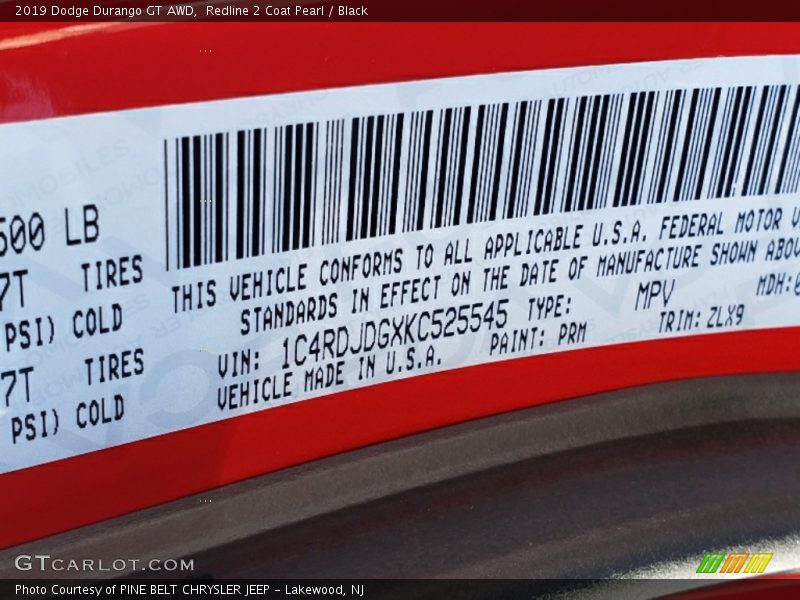 2019 Dodge Durango GT AWD,  Redline 2 Coat Pearl / Black
500 LB
7T TIRES
PSI) COLD
7T TIRES
PSI) COLD
THIS VEHICLE CONFORMS TO ALL APPLICABLE U.S.A. FEDERAL MOTOR
STANDARDS IN EFFECT ON THE DATE OF MANUFACTURE SHOWN ABOV
VIN: 1C4RDJDGXKC525545 TYPE: MPV MDH:
VEHICLE MADE IN U.S.A. PAINT: PRM TRIM: ZLX9
GTCARLOT.COM
Photo Courtesy of PINE BELT CHRYSLER JEEP - Lakewood, NJ